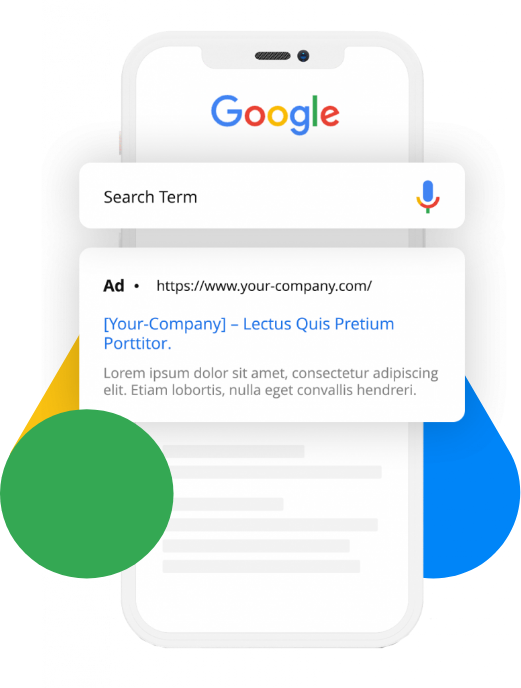 Google
Search Term
Ad • https://www.your-company.com/
[Your-Company] – Lectus Quis Pretium
Porttitor.
Lorem ipsum dolor sit amet, consectetur adipiscing
elit. Etiam lobortis, nulla eget convallis hendreri.